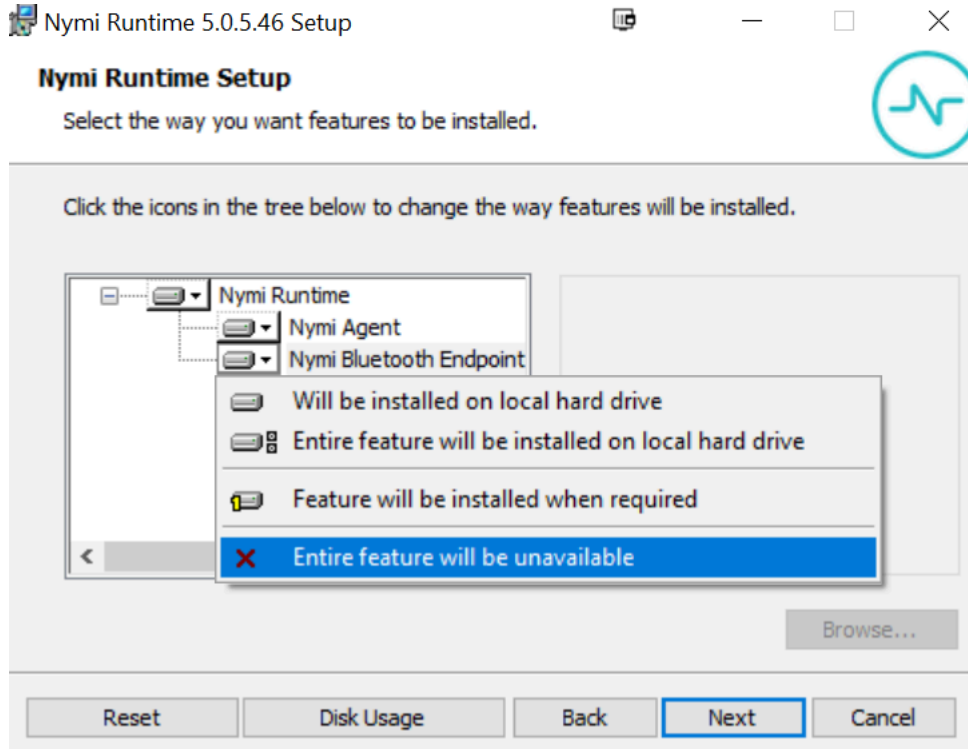 Nymi Runtime 5.0.5.46 Setup
Nymi Runtime Setup
Select the way you want features to be installed.
Click the icons in the tree below to change the way features will be installed.
Nymi Runtime
Nymi Agent
Nymi Bluetooth Endpoint
Will be installed on local hard drive
Entire feature will be installed on local hard drive
Feature will be installed when required
Entire feature will be unavailable
Browse...
Reset Disk Usage Back Next Cancel